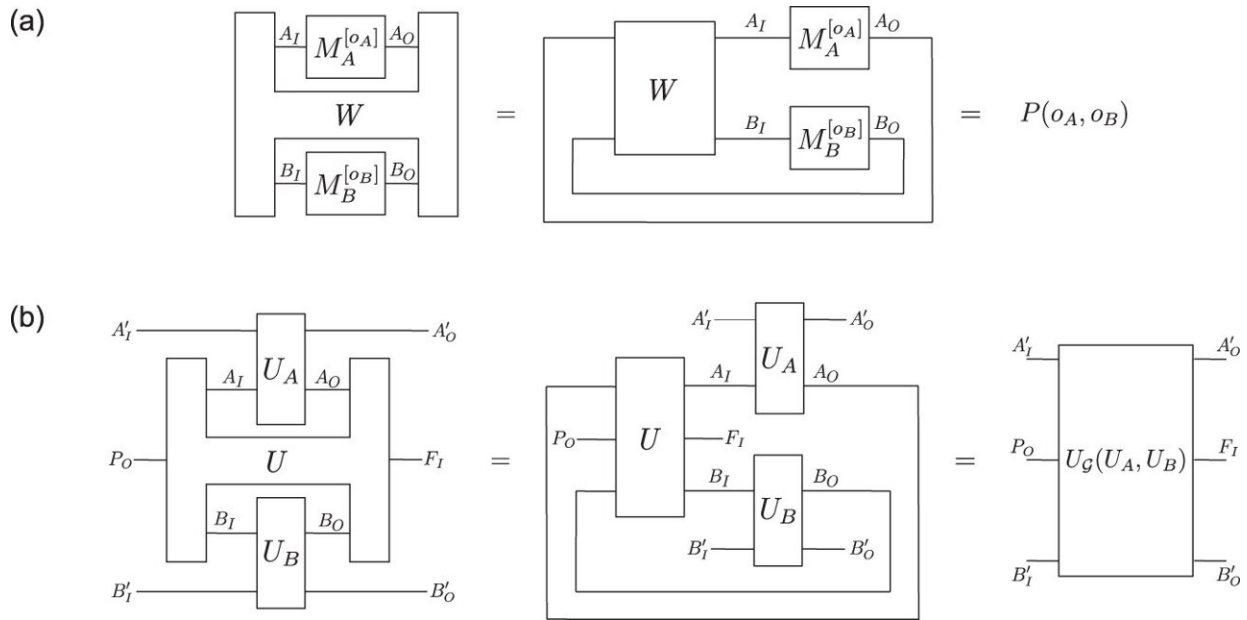 (a)
A_I M_A^{[o_A]} A_O
W
B_I M_B^{[o_B]} B_O
=
W
A_I M_A^{[o_A]} A_O
B_I M_B^{[o_B]} B_O
= P(o_A, o_B)
(b)
A'_I A'_O
U_A
A_I A_O
P_O U F_I
B_I B_O
U_B
B'_I B'_O
=
A'_I A'_O
U_A
A_I A_O
P_O U F_I
B_I B_O
U_B
B'_I B'_O
=
A'_I A'_O
P_O U_𝒢(U_A, U_B) F_I
B'_I B'_O